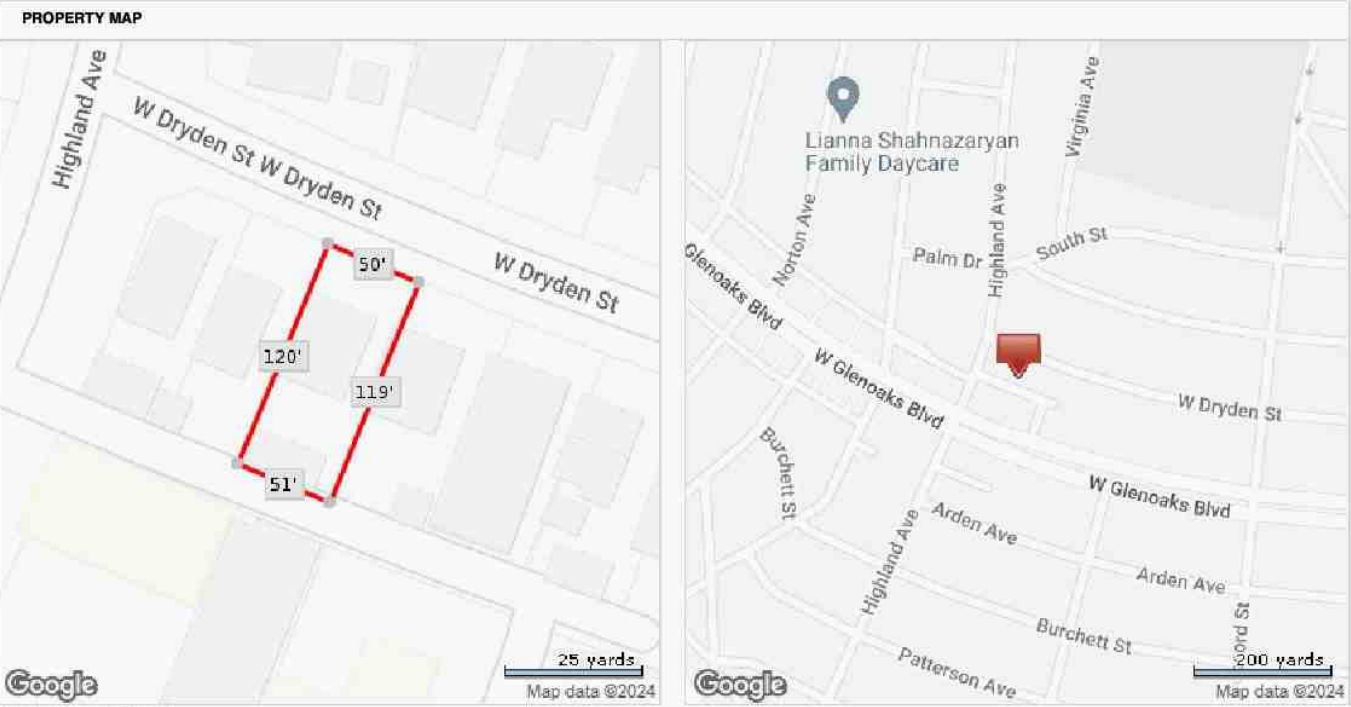 PROPERTY MAP
Highland Ave
W Dryden St W Dryden St
W Dryden St
50'
120'
119'
51'
25 yards
Google
Map data ©2024
Virginia Ave
Lianna Shahnazaryan
Family Daycare
Norton Ave
Highland Ave
Palm Dr
South St
Glenoaks Blvd
W Glenoaks Blvd
W Dryden St
Burchett St
W Glenoaks Blvd
Highland Ave
Arden Ave
Arden Ave
Burchett St
ord St
Patterson Ave
200 yards
Google
Map data ©2024